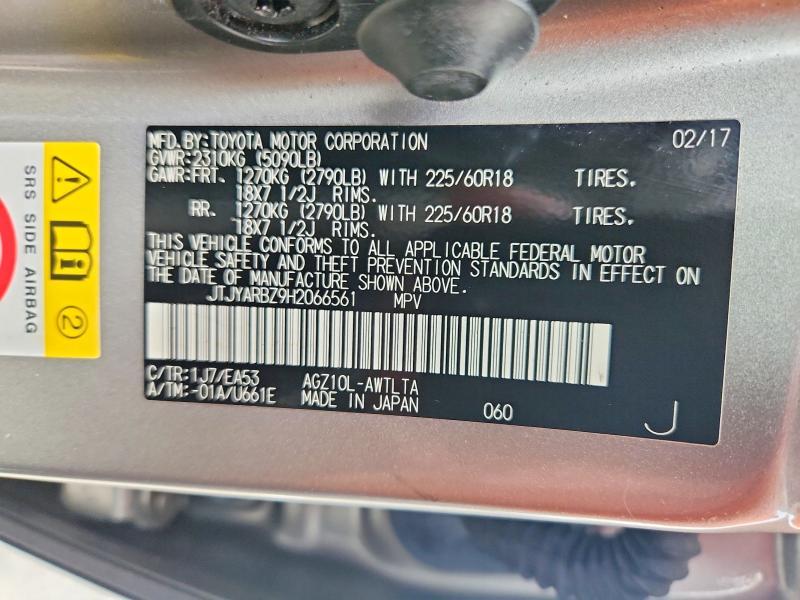 MFD.BY:TOYOTA MOTOR CORPORATION 02/17
GVWR:2310KG (5090LB)
GAWR:FRT. 1270KG (2790LB) WITH 225/60R18 TIRES.
18X7 1/2J RIMS.
RR. 1270KG (2790LB) WITH 225/60R18 TIRES.
18X7 1/2J RIMS.
THIS VEHICLE CONFORMS TO ALL APPLICABLE FEDERAL MOTOR
VEHICLE SAFETY AND THEFT PREVENTION STANDARDS IN EFFECT ON
THE DATE OF MANUFACTURE SHOWN ABOVE.
JTJYARBZ9H2066561 MPV
C/TR:1J7/EA53 AGZ10L-AWTLTA
A/TM:-01A/U661E MADE IN JAPAN 060 J
SRS SIDE AIRBAG
2